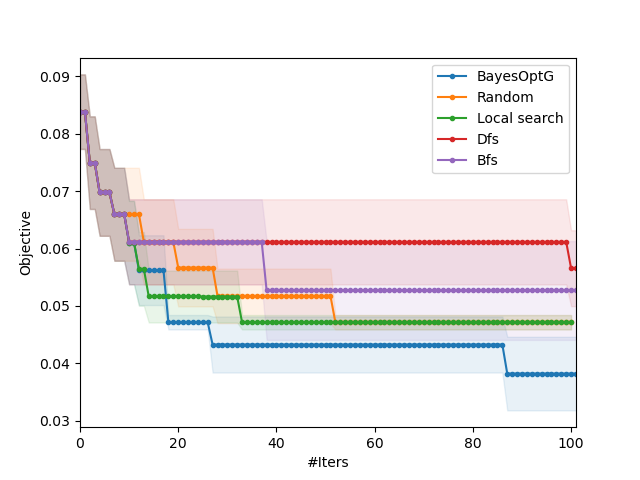 0.09
0.08
0.07
0.06
0.05
0.04
0.03
Objective
0
20
40
60
80
100
#Iters
BayesOptG
Random
Local search
Dfs
Bfs